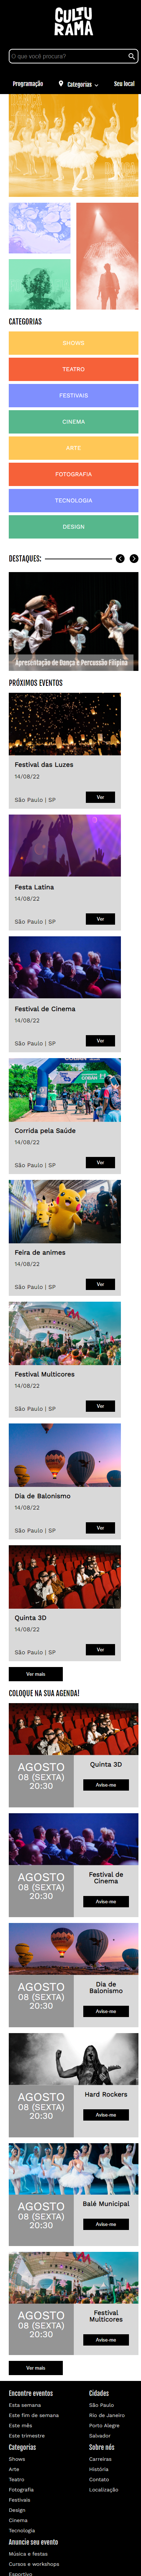 CULTU
RAMA
O que você procura?
Programação
Categorias
Seu local
CATEGORIAS
SHOWS
TEATRO
FESTIVAIS
CINEMA
ARTE
FOTOGRAFIA
TECNOLOGIA
DESIGN
DESTAQUES:
Apresentação de Dança e Percussão Filipina
PRÓXIMOS EVENTOS
Festival das Luzes
14/08/22
São Paulo | SP
Ver
Festa Latina
14/08/22
São Paulo | SP
Ver
Festival de Cinema
14/08/22
São Paulo | SP
Ver
Corrida pela Saúde
14/08/22
São Paulo | SP
Ver
Feira de animes
14/08/22
São Paulo | SP
Ver
Festival Multicores
14/08/22
São Paulo | SP
Ver
Dia de Balonismo
14/08/22
São Paulo | SP
Ver
Quinta 3D
14/08/22
São Paulo | SP
Ver
Ver mais
COLOQUE NA SUA AGENDA!
AGOSTO
08 (SEXTA)
20:30
Quinta 3D
Avise-me
AGOSTO
08 (SEXTA)
20:30
Festival de
Cinema
Avise-me
AGOSTO
08 (SEXTA)
20:30
Dia de
Balonismo
Avise-me
AGOSTO
08 (SEXTA)
20:30
Hard Rockers
Avise-me
AGOSTO
08 (SEXTA)
20:30
Balé Municipal
Avise-me
AGOSTO
08 (SEXTA)
20:30
Festival
Multicores
Avise-me
Ver mais
Encontre eventos
Esta semana
Este fim de semana
Este mês
Este trimestre
Categorias
Shows
Arte
Teatro
Fotografia
Festivais
Design
Cinema
Tecnologia
Anuncie seu evento
Música e festas
Cursos e workshops
Esportivo
Cidades
São Paulo
Rio de Janeiro
Porto Alegre
Salvador
Sobre nós
Carreiras
História
Contato
Localização